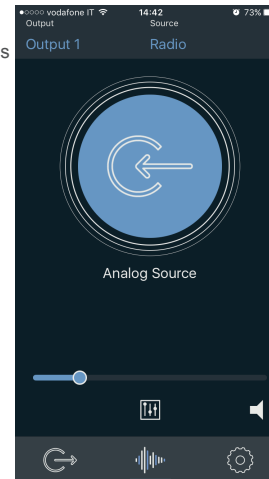 vodafone IT 14:42 73%
Output Source
Output 1 Radio
s
Analog Source